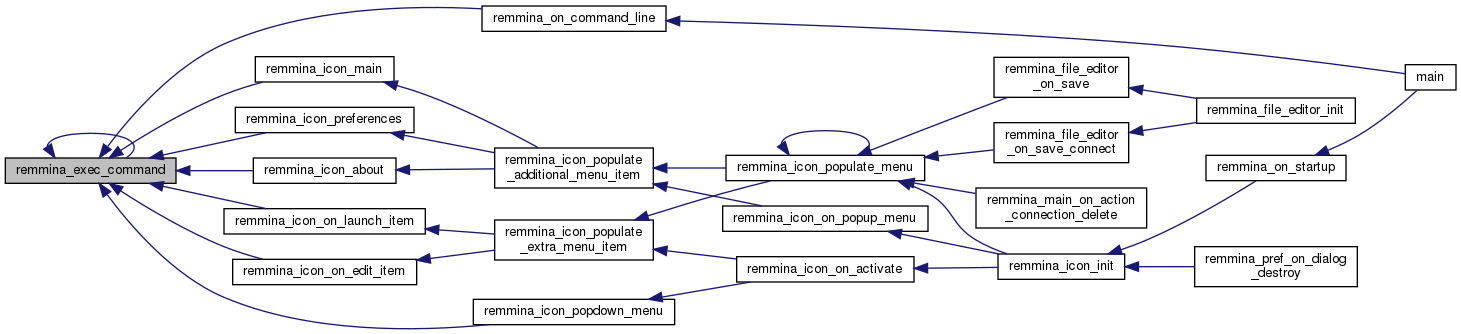 remmina_on_command_line
remmina_icon_main
remmina_file_editor
_on_save
main
remmina_icon_preferences
remmina_file_editor_init
remmina_file_editor
_on_save_connect
remmina_exec_command
remmina_icon_about
remmina_icon_populate
_additional_menu_item
remmina_icon_populate_menu
remmina_on_startup
remmina_icon_on_launch_item
remmina_icon_on_popup_menu
remmina_main_on_action
_connection_delete
remmina_icon_populate
_extra_menu_item
remmina_icon_on_edit_item
remmina_icon_on_activate
remmina_icon_init
remmina_pref_on_dialog
_destroy
remmina_icon_popdown_menu